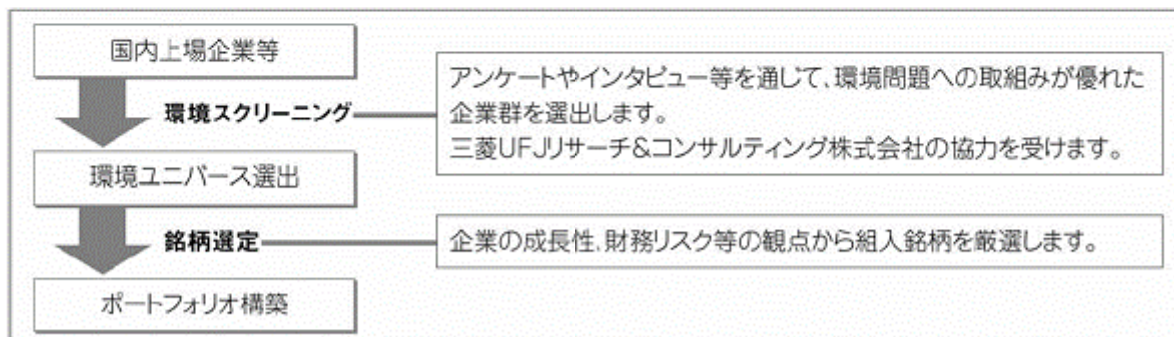 国内上場企業等
環境スクリーニング
アンケートやインタビュー等を通じて、環境問題への取組みが優れた
企業群を選出します。
三菱UFJリサーチ&コンサルティング株式会社の協力を受けます。
環境ユニバース選出
銘柄選定
企業の成長性、財務リスク等の観点から組入銘柄を厳選します。
ポートフォリオ構築